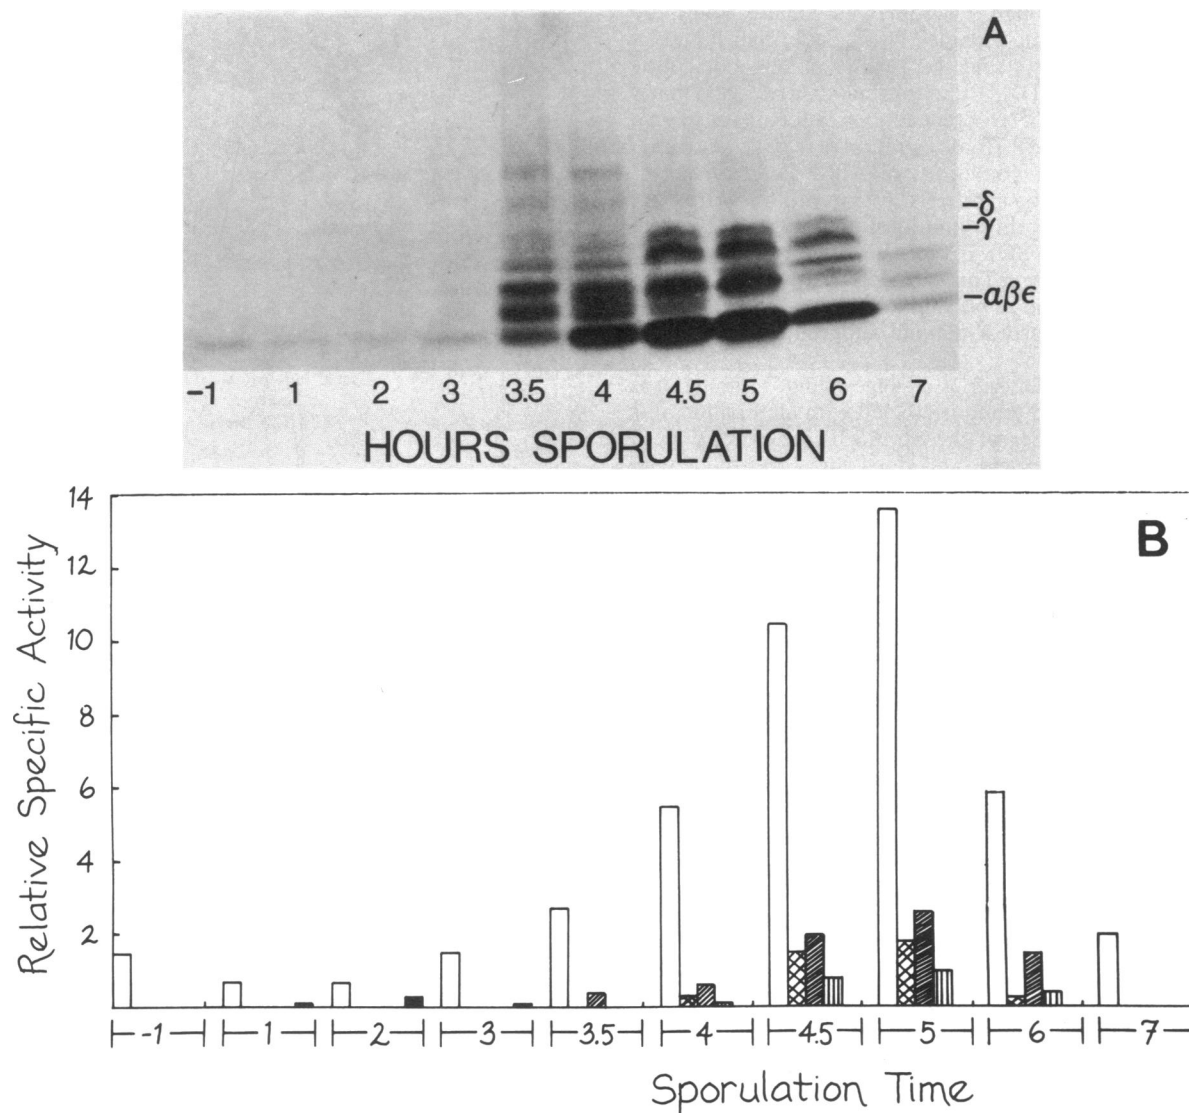 A
-δ
-γ
-αβϵ
-1 1 2 3 3.5 4 4.5 5 6 7
HOURS SPORULATION
B
Relative Specific Activity
14
12
10
8
6
4
2
-1 1 2 3 3.5 4 4.5 5 6 7
Sporulation Time